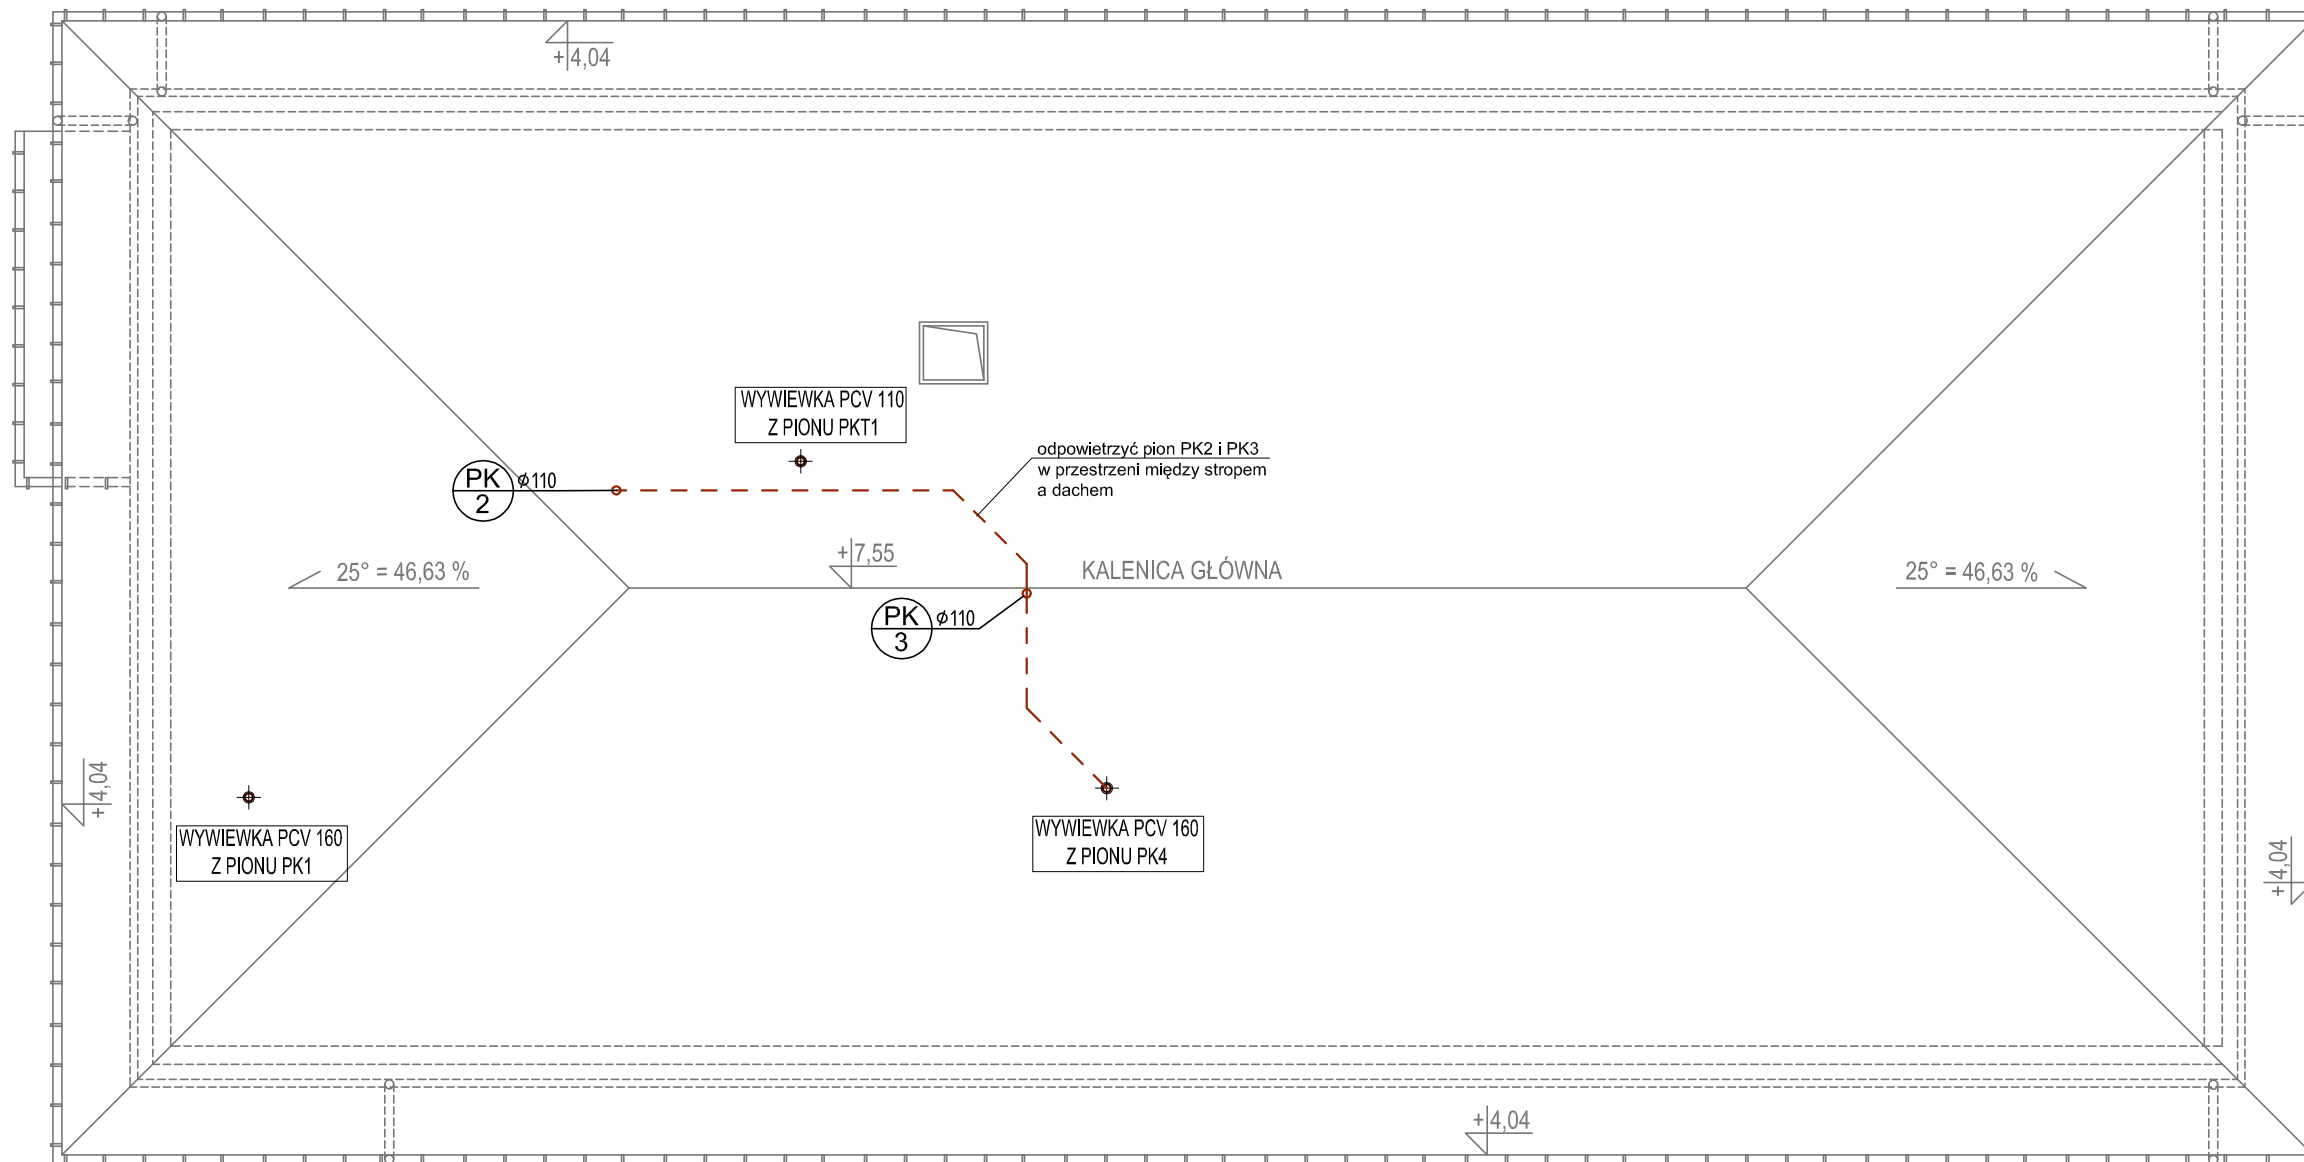 +4,04
WYWIEWKA PCV 110
Z PIONU PKT1
odpowietrzyć pion PK2 i PK3
w przestrzeni między stropem
a dachem
PK
2
ϕ110
+7,55
KALENICA GŁÓWNA
25° = 46,63 %
25° = 46,63 %
PK
3
ϕ110
+4,04
WYWIEWKA PCV 160
Z PIONU PK1
WYWIEWKA PCV 160
Z PIONU PK4
+4,04
+4,04